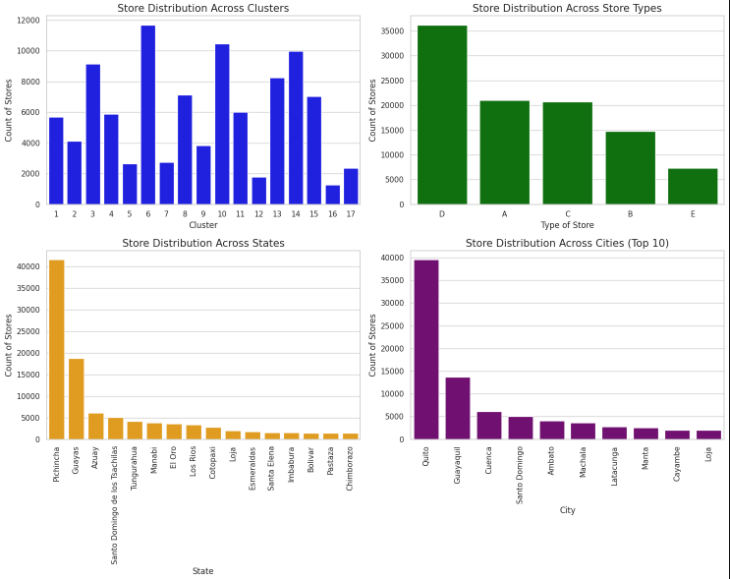 Store Distribution Across Clusters
12000
10000
8000
6000
4000
2000
0
Count of Stores
1 2 3 4 5 6 7 8 9 10 11 12 13 14 15 16 17
Cluster
Store Distribution Across Store Types
35000
30000
25000
20000
15000
10000
5000
0
Count of Stores
D A C B E
Type of Store
Store Distribution Across States
40000
35000
30000
25000
20000
15000
10000
5000
0
Count of Stores
Pichincha
Guayas
Azuay
Santo Domingo de los Tsachilas
Tungurahua
Manabi
El Oro
Los Rios
Cotopaxi
Loja
Esmeraldas
Santa Elena
Imbabura
Bolivar
Pastaza
Chimborazo
State
Store Distribution Across Cities (Top 10)
40000
35000
30000
25000
20000
15000
10000
5000
0
Count of Stores
Quito
Guayaquil
Cuenca
Santo Domingo
Ambato
Machala
Latacunga
Manta
Cayambe
Loja
City